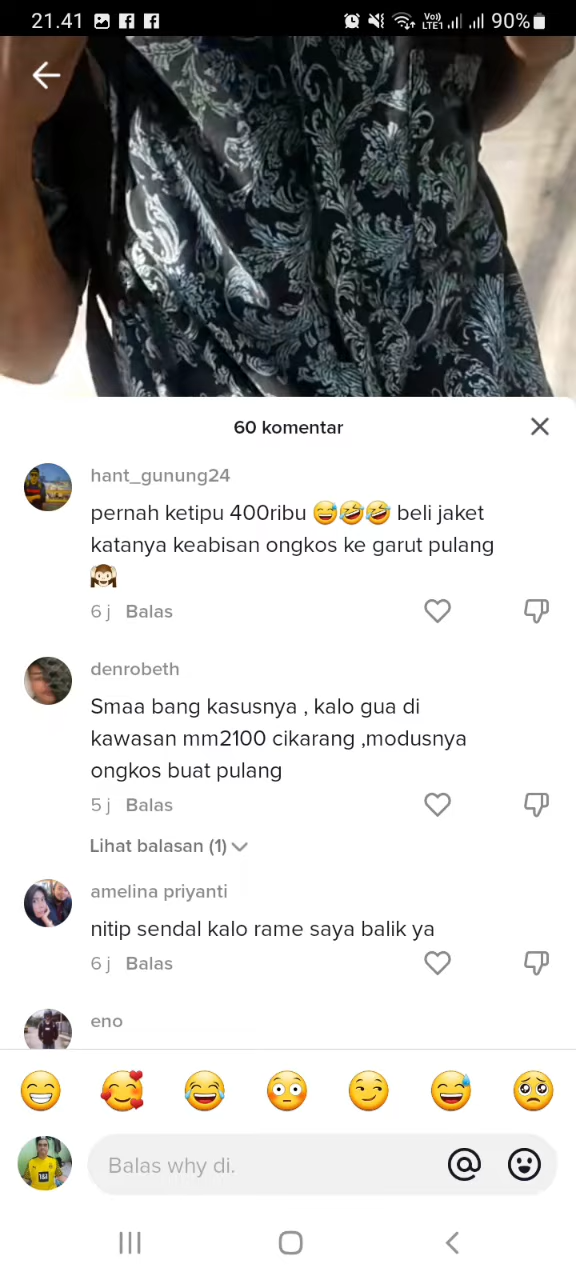 21.41
Vo)) LTE1
90%
60 komentar
hant_gunung24
pernah ketipu 400ribu 😅🤣🤣 beli jaket
katanya keabisan ongkos ke garut pulang
🙈
6 j Balas
denrobeth
Smaa bang kasusnya , kalo gua di
kawasan mm2100 cikarang ,modusnya
ongkos buat pulang
5 j Balas
Lihat balasan (1)
amelina priyanti
nitip sendal kalo rame saya balik ya
6 j Balas
eno
Balas why di.